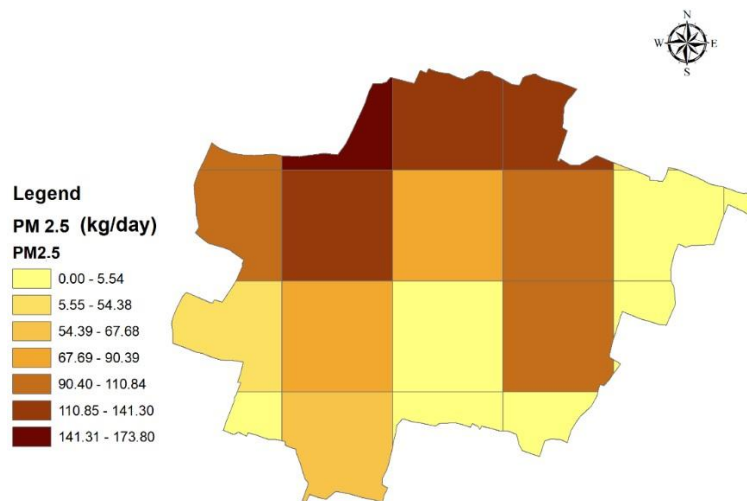 N
W E
S
Legend
PM 2.5 (kg/day)
PM2.5
0.00 - 5.54
5.55 - 54.38
54.39 - 67.68
67.69 - 90.39
90.40 - 110.84
110.85 - 141.30
141.31 - 173.80